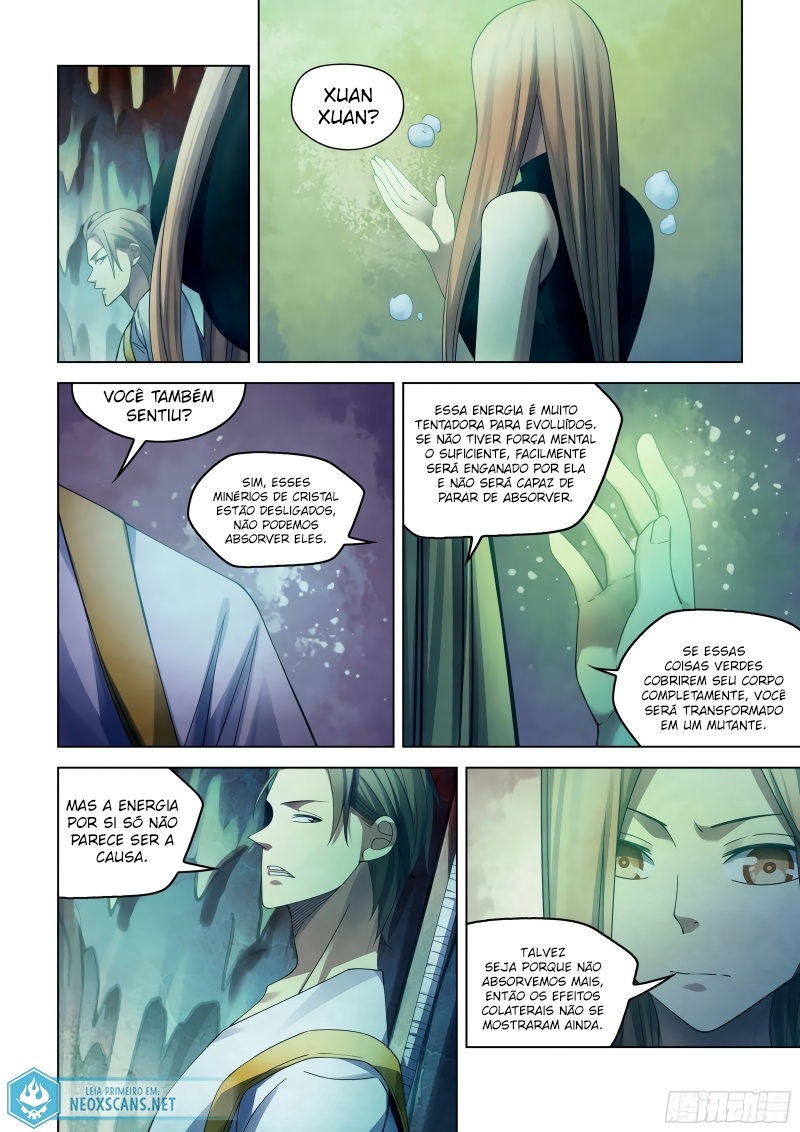 XUAN
XUAN?
VOCÊ TAMBÉM
SENTIU?
SIM, ESSES
MINÉRIOS DE CRISTAL
ESTÃO DESLIGADOS,
NÃO PODEMOS
ABSORVER ELES.
ESSA ENERGIA É MUITO
TENTADORA PARA EVOLUÍDOS.
SE NÃO TIVER FORÇA MENTAL
O SUFICIENTE, FACILMENTE
SERÁ ENGANADO POR ELA
E NÃO SERÁ CAPAZ DE
PARAR DE ABSORVER.
SE ESSAS
COISAS VERDES
COBRIREM SEU CORPO
COMPLETAMENTE, VOCÊ
SERÁ TRANSFORMADO
EM UM MUTANTE.
MAS A ENERGIA
POR SI SÓ NÃO
PARECE SER A
CAUSA.
TALVEZ
SEJA PORQUE NÃO
ABSORVEMOS MAIS,
ENTÃO OS EFEITOS
COLATERAIS NÃO SE
MOSTRARAM AINDA.
LEIA PRIMEIRO EM:
NEOXSCANS.NET
腾讯动漫